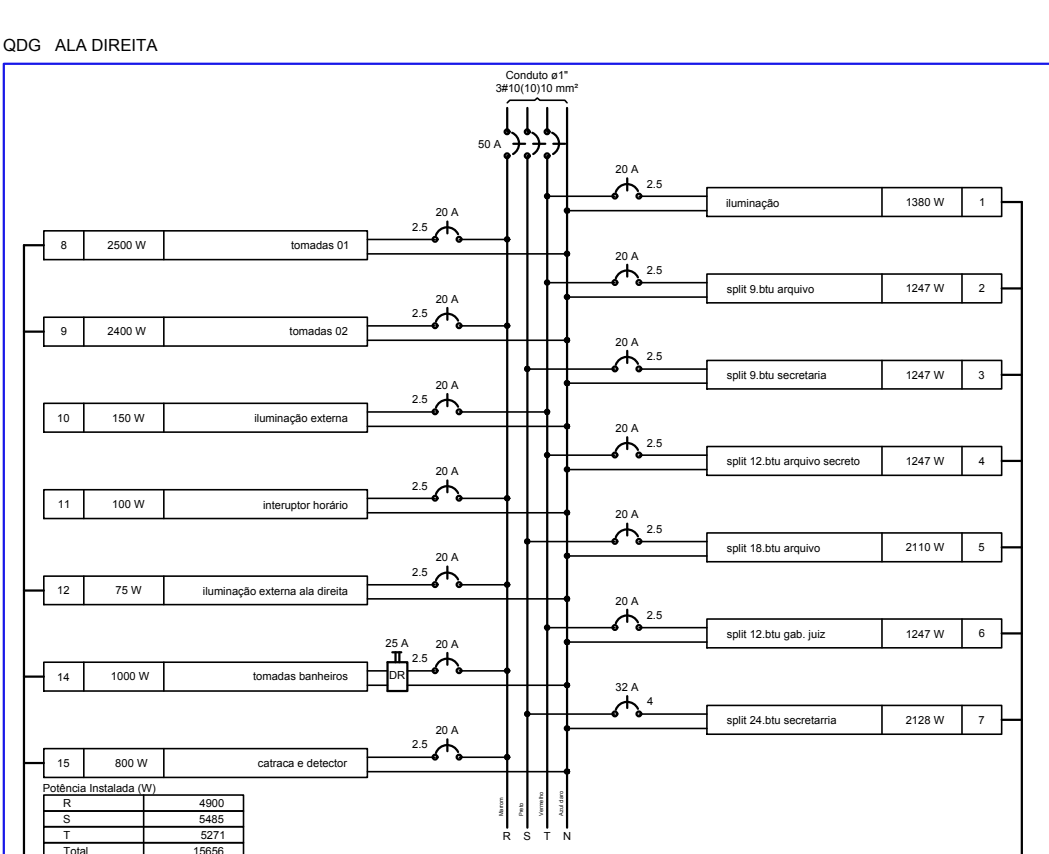 QDG ALA DIREITA
Conduto ø1"
3#10(10)10 mm²
50 A
20 A
2.5
iluminação 1380 W 1
20 A
2.5
8 2500 W tomadas 01
20 A
2.5
split 9.btu arquivo 1247 W 2
20 A
2.5
9 2400 W tomadas 02
20 A
2.5
split 9.btu secretaria 1247 W 3
20 A
2.5
10 150 W iluminação externa
20 A
2.5
split 12.btu arquivo secreto 1247 W 4
20 A
2.5
11 100 W interuptor horário
20 A
2.5
split 18.btu arquivo 2110 W 5
20 A
2.5
12 75 W iluminação externa ala direita
20 A
2.5
split 12.btu gab. juiz 1247 W 6
25 A 20 A
2.5
DR
14 1000 W tomadas banheiros
32 A
4
split 24.btu secretarria 2128 W 7
20 A
2.5
15 800 W catraca e detector
Potência Instalada (W)
R 4900
S 5485
T 5271
Total 15656
Marrom
Preto
Vermelho
Azul claro
R S T N